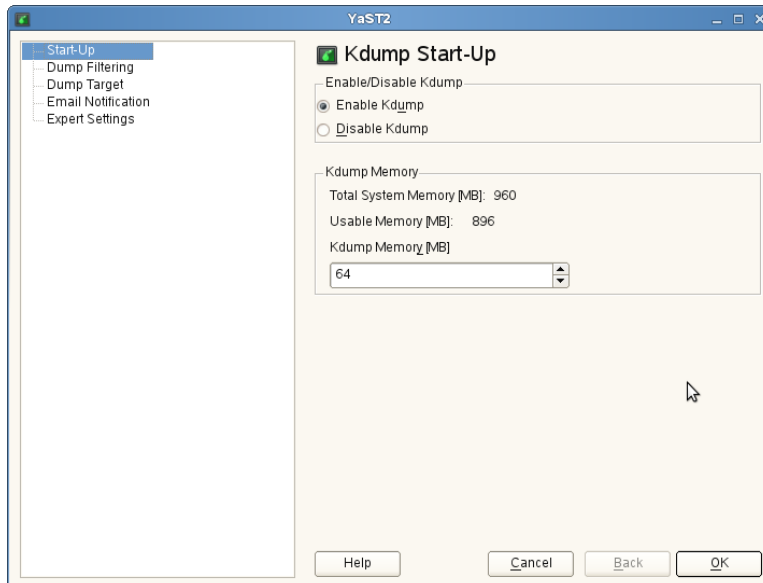 YaST2
Start-Up
Dump Filtering
Dump Target
Email Notification
Expert Settings
Kdump Start-Up
Enable/Disable Kdump
Enable Kdump
Disable Kdump
Kdump Memory
Total System Memory [MB]: 960
Usable Memory [MB]: 896
Kdump Memory [MB]
64
Help
Cancel
Back
OK